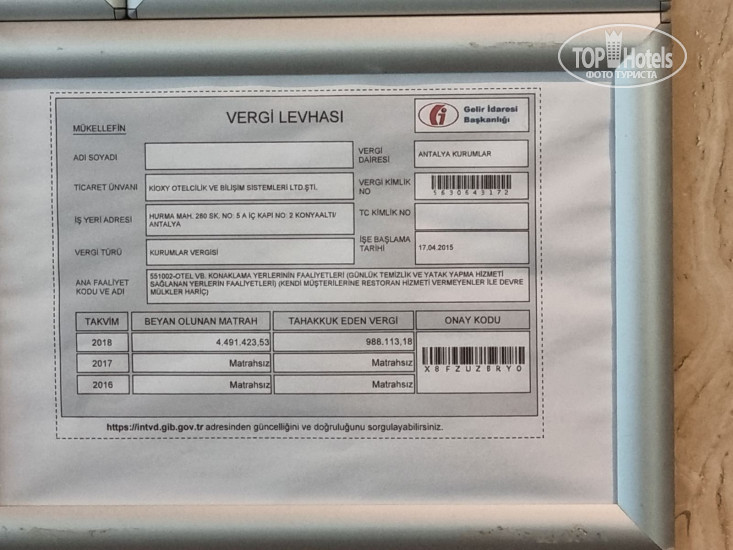 TOP Hotels
ФОТО ТУРИСТА
VERGİ LEVHASI
Gelir İdaresi
Başkanlığı
MÜKELLEFİN
ADI SOYADI
VERGİ
DAİRESİ
ANTALYA KURUMLAR
TİCARET ÜNVANI
KİOXY OTELCİLİK VE BİLİŞİM SİSTEMLERİ LTD.ŞTİ.
VERGİ KİMLİK
NO
5630643172
İŞ YERİ ADRESİ
HURMA MAH. 260 SK. NO: 5 A İÇ KAPI NO: 2 KONYAALTI/
ANTALYA
TC KİMLİK NO
VERGİ TÜRÜ
KURUMLAR VERGİSİ
İŞE BAŞLAMA
TARİHİ
17.04.2015
ANA FAALİYET
KODU VE ADI
551002-OTEL VB. KONAKLAMA YERLERİNİN FAALİYETLERİ (GÜNLÜK TEMİZLİK VE YATAK YAPMA HİZMETİ
SAĞLANAN YERLERİN FAALİYETLERİ) (KENDİ MÜŞTERİLERİNE RESTORAN HİZMETİ VERMEYENLER İLE DEVRE
MÜLKLER HARİÇ)
TAKVİM BEYAN OLUNAN MATRAH TAHAKKUK EDEN VERGİ ONAY KODU
2018 4.491.423,53 988.113,18
2017 Matrahsız Matrahsız
X8FZUZ6RY0
2016 Matrahsız Matrahsız
https://intvd.gib.gov.tr adresinden güncelliğini ve doğruluğunu sorgulayabilirsiniz.